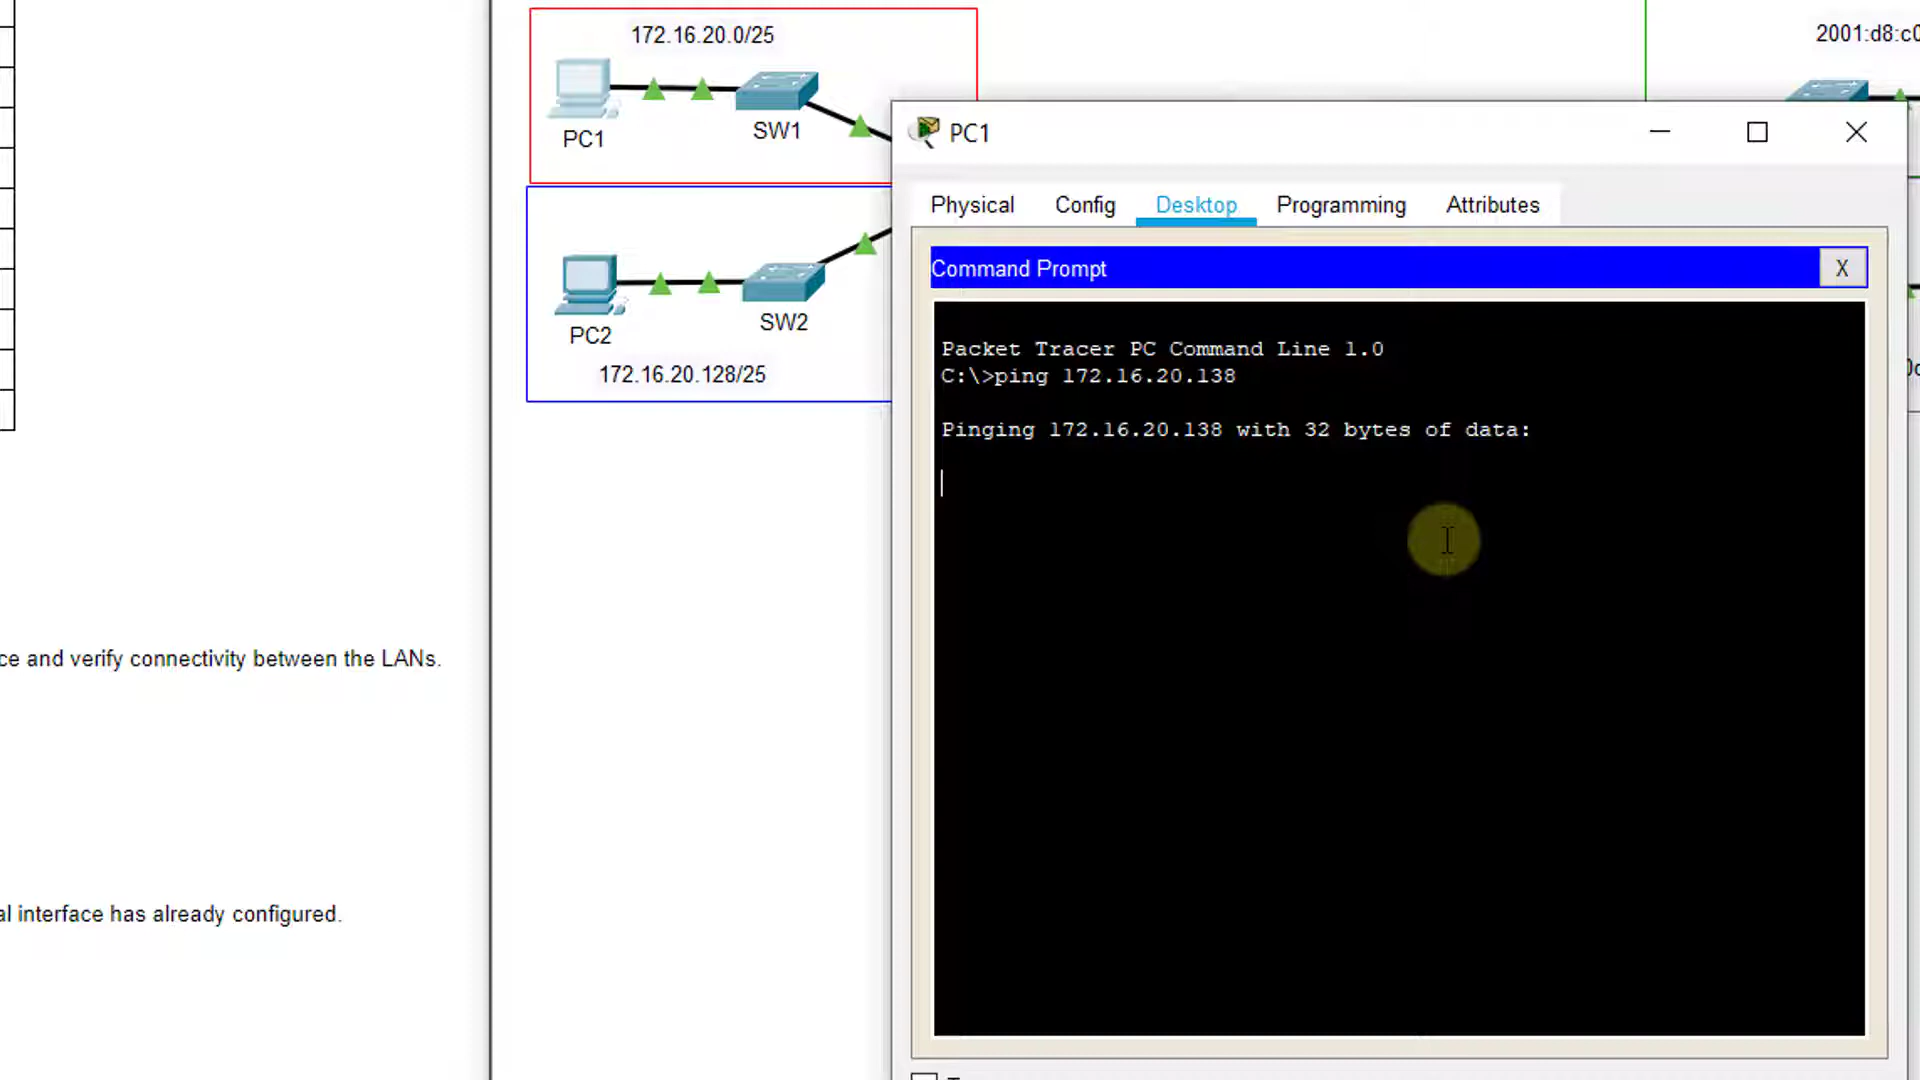 172.16.20.0/25
PC1
SW1
PC2
SW2
172.16.20.128/25
2001:d8:c0
ce and verify connectivity between the LANs.
al interface has already configured.
PC1
Physical Config Desktop Programming Attributes
Command Prompt X
Packet Tracer PC Command Line 1.0
C:\>ping 172.16.20.138
Pinging 172.16.20.138 with 32 bytes of data: